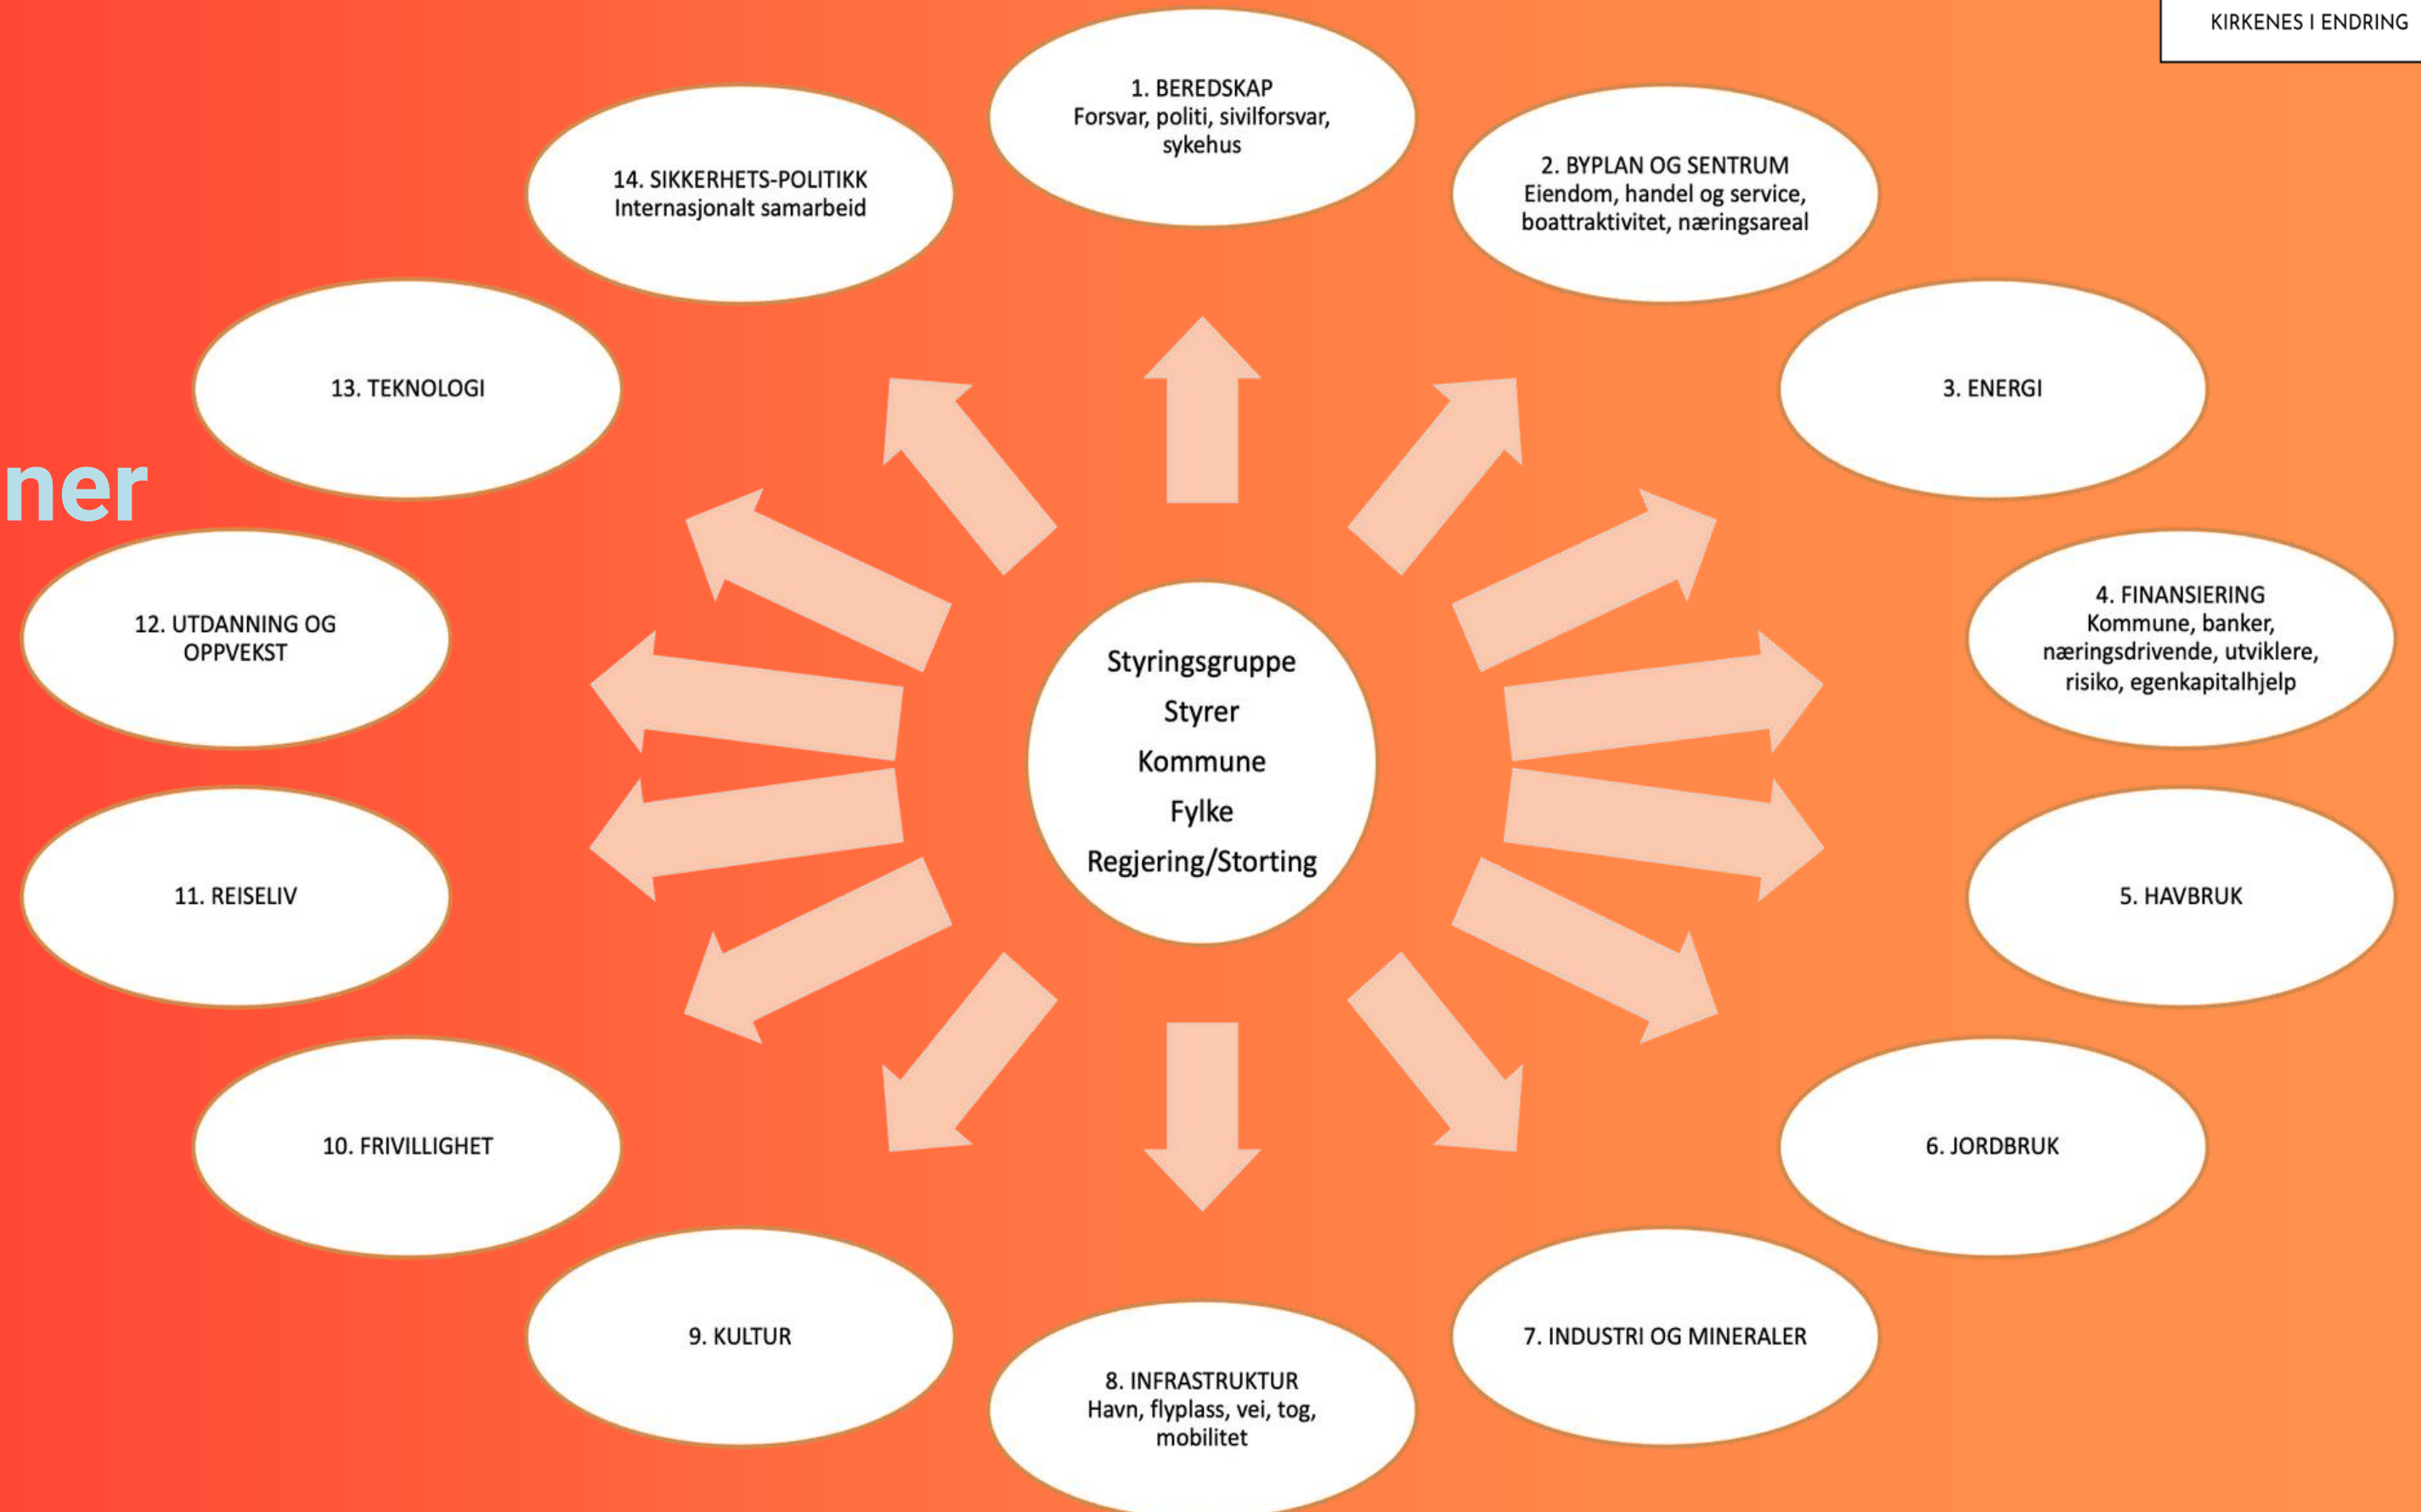 KIRKENES I ENDRING
ner
1. BEREDSKAP
Forsvar, politi, sivilforsvar,
sykehus
2. BYPLAN OG SENTRUM
Eiendom, handel og service,
boattraktivitet, næringsareal
3. ENERGI
4. FINANSIERING
Kommune, banker,
næringsdrivende, utviklere,
risiko, egenkapitalhjelp
5. HAVBRUK
6. JORDBRUK
7. INDUSTRI OG MINERALER
8. INFRASTRUKTUR
Havn, flyplass, vei, tog,
mobilitet
9. KULTUR
10. FRIVILLIGHET
11. REISELIV
12. UTDANNING OG
OPPVEKST
13. TEKNOLOGI
14. SIKKERHETS-POLITIKK
Internasjonalt samarbeid
Styringsgruppe
Styrer
Kommune
Fylke
Regjering/Storting